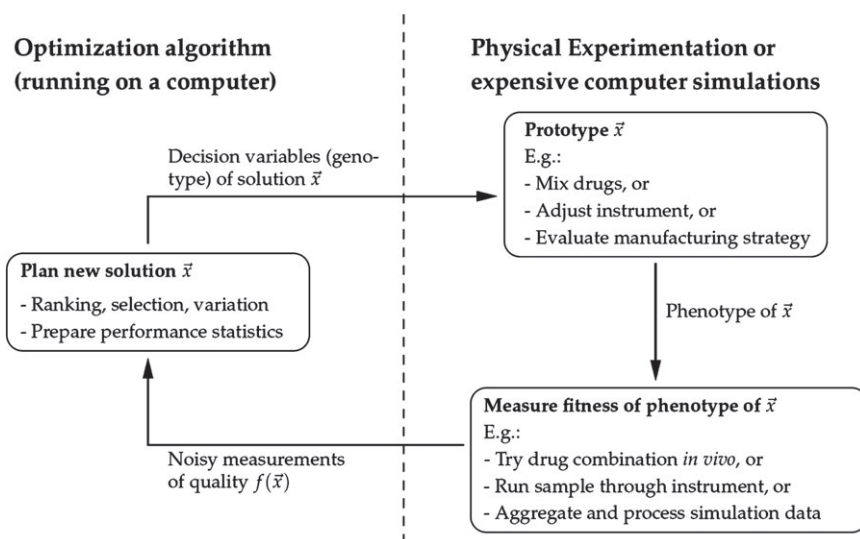 Optimization algorithm
(running on a computer)
Physical Experimentation or
expensive computer simulations
Decision variables (geno-
type) of solution x⃗
Prototype x⃗
E.g.:
- Mix drugs, or
- Adjust instrument, or
- Evaluate manufacturing strategy
Plan new solution x⃗
- Ranking, selection, variation
- Prepare performance statistics
Phenotype of x⃗
Measure fitness of phenotype of x⃗
E.g.:
- Try drug combination in vivo, or
- Run sample through instrument, or
- Aggregate and process simulation data
Noisy measurements
of quality f(x⃗)